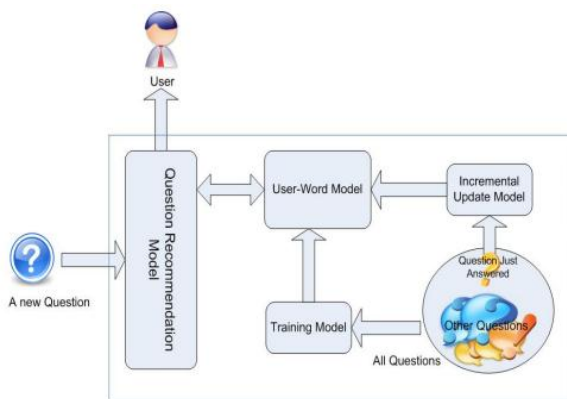 User
Question Recommendation
Model
User-Word Model
Incremental
Update Model
Question Just
Answered
A new Question
Training Model
Other Questions
All Questions